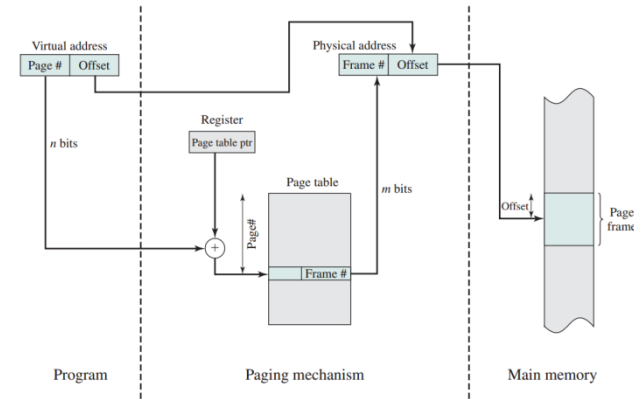 Virtual address
Page # Offset
n bits
Register
Page table ptr
+
Page#
Page table
Frame #
Physical address
Frame # Offset
m bits
Offset
Page
frame
Program
Paging mechanism
Main memory